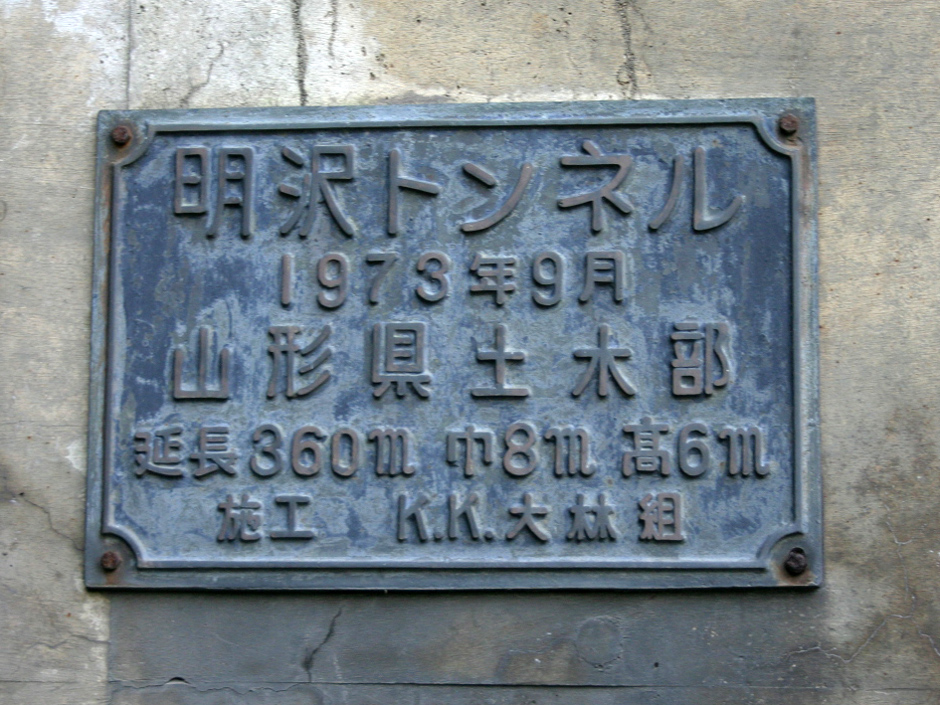 明沢トンネル
1973年9月
山形県土木部
延長360m 巾8m 高6m
施工 K.K.大林組